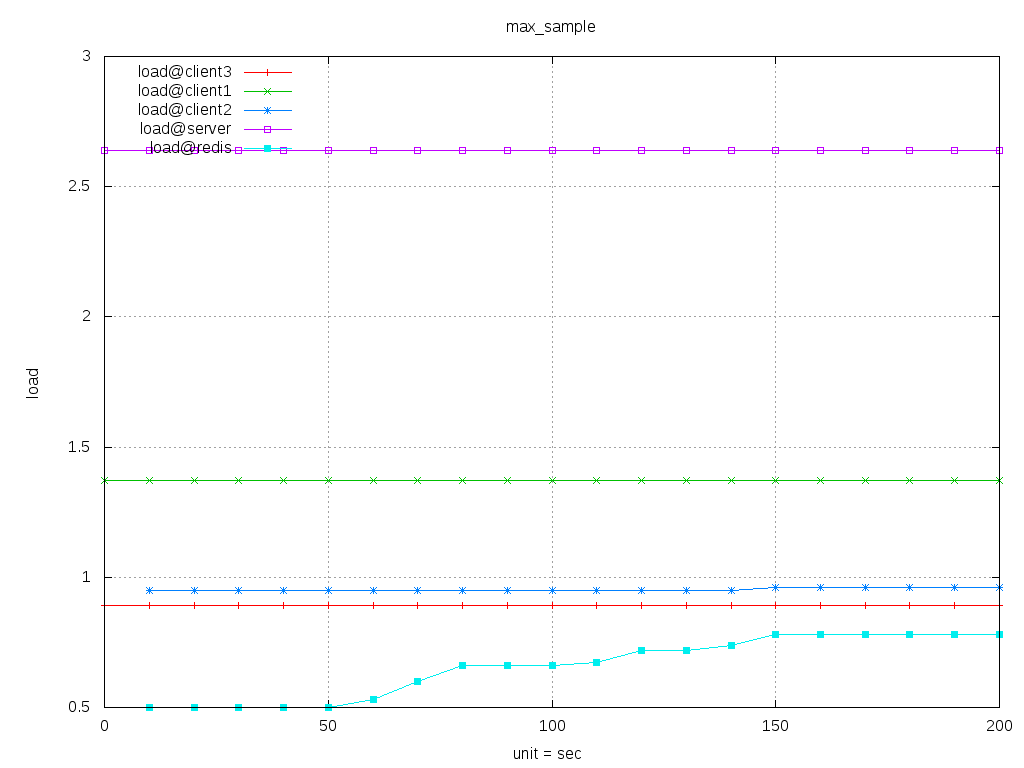 max_sample
3
load@client3
load@client1
load@client2
load@server
load@redis
2.5
2
load
1.5
1
0.5
0 50 100 150 200
unit = sec